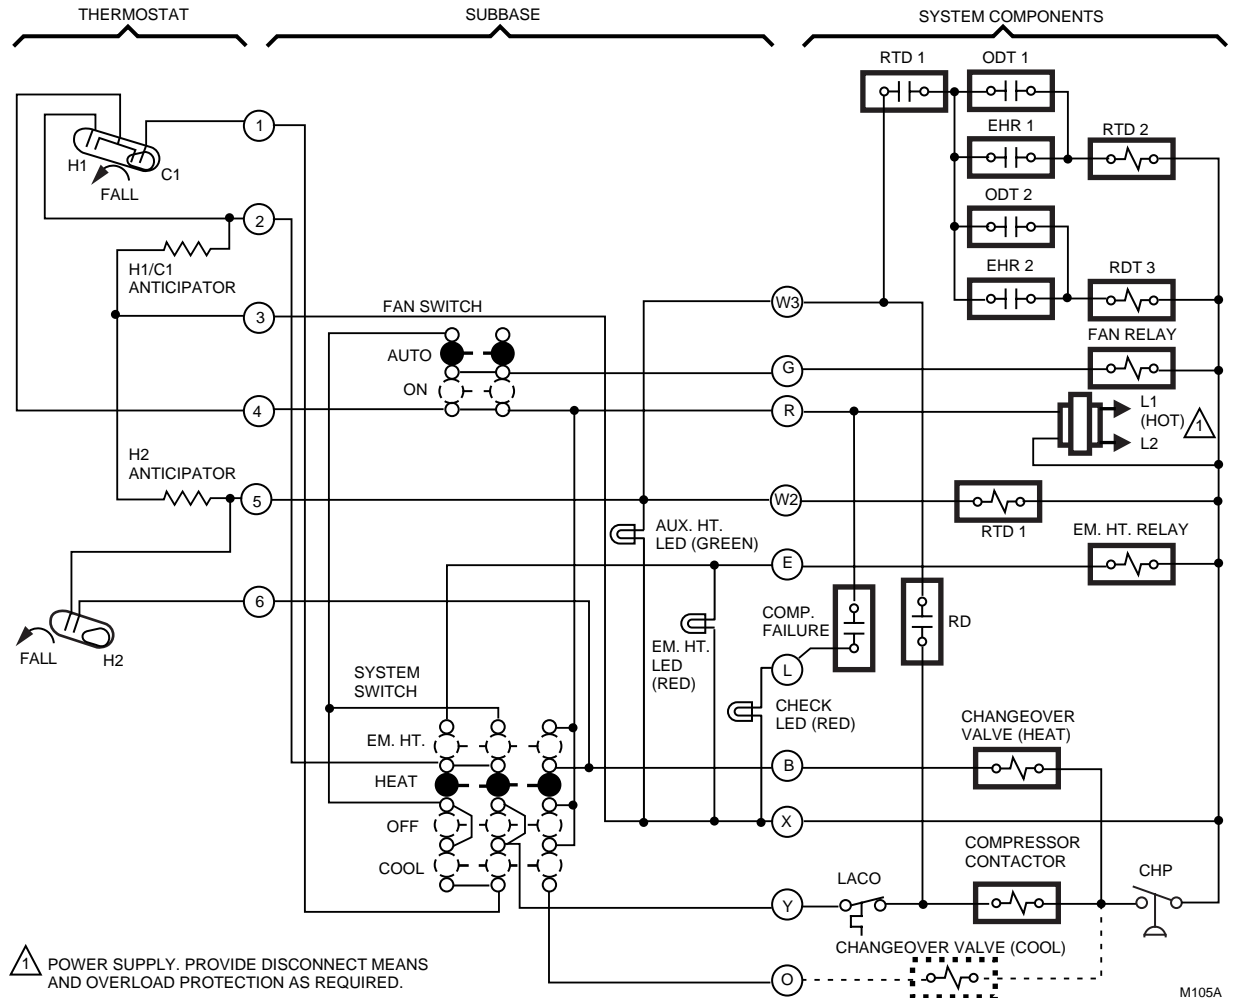 THERMOSTAT
SUBBASE
SYSTEM COMPONENTS
RTD 1
ODT 1
EHR 1
RTD 2
ODT 2
EHR 2
RDT 3
FAN RELAY
1
H1
C1
FALL
2
H1/C1
ANTICIPATOR
3
FAN SWITCH
AUTO
ON
W3
G
4
R
L1
(HOT)
1
L2
H2
ANTICIPATOR
5
W2
RTD 1
AUX. HT.
LED (GREEN)
EM. HT. RELAY
E
6
COMP.
FAILURE
RD
FALL
H2
EM. HT.
LED
(RED)
L
SYSTEM
SWITCH
CHECK
LED (RED)
CHANGEOVER
VALVE (HEAT)
EM. HT.
HEAT
OFF
COOL
B
X
COMPRESSOR
CONTACTOR
LACO
CHP
Y
CHANGEOVER VALVE (COOL)
O
1
POWER SUPPLY. PROVIDE DISCONNECT MEANS
AND OVERLOAD PROTECTION AS REQUIRED.
M105A